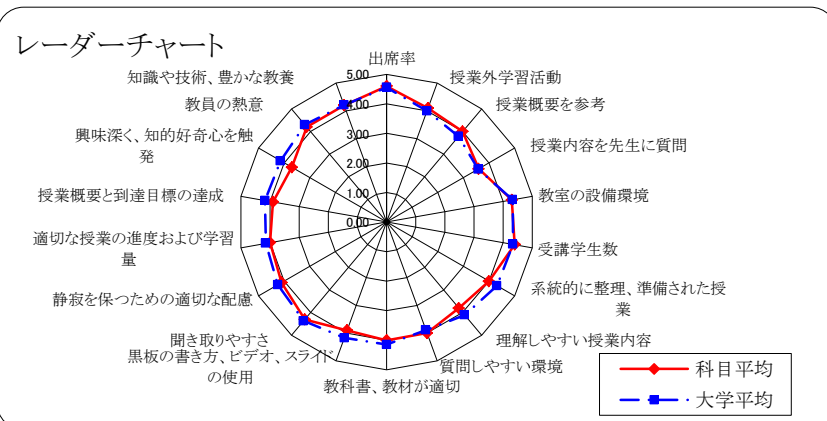 レーダーチャート
出席率
授業外学習活動
授業概要を参考
授業内容を先生に質問
教室の設備環境
受講学生数
系統的に整理、準備された授
業
理解しやすい授業内容
質問しやすい環境
教科書、教材が適切
黒板の書き方、ビデオ、スライド
の使用
聞き取りやすさ
静寂を保つための適切な配慮
適切な授業の進度および学習
量
授業概要と到達目標の達成
興味深く、知的好奇心を触
発
教員の熱意
知識や技術、豊かな教養
5.00
4.00
3.00
2.00
1.00
0.00
科目平均
大学平均